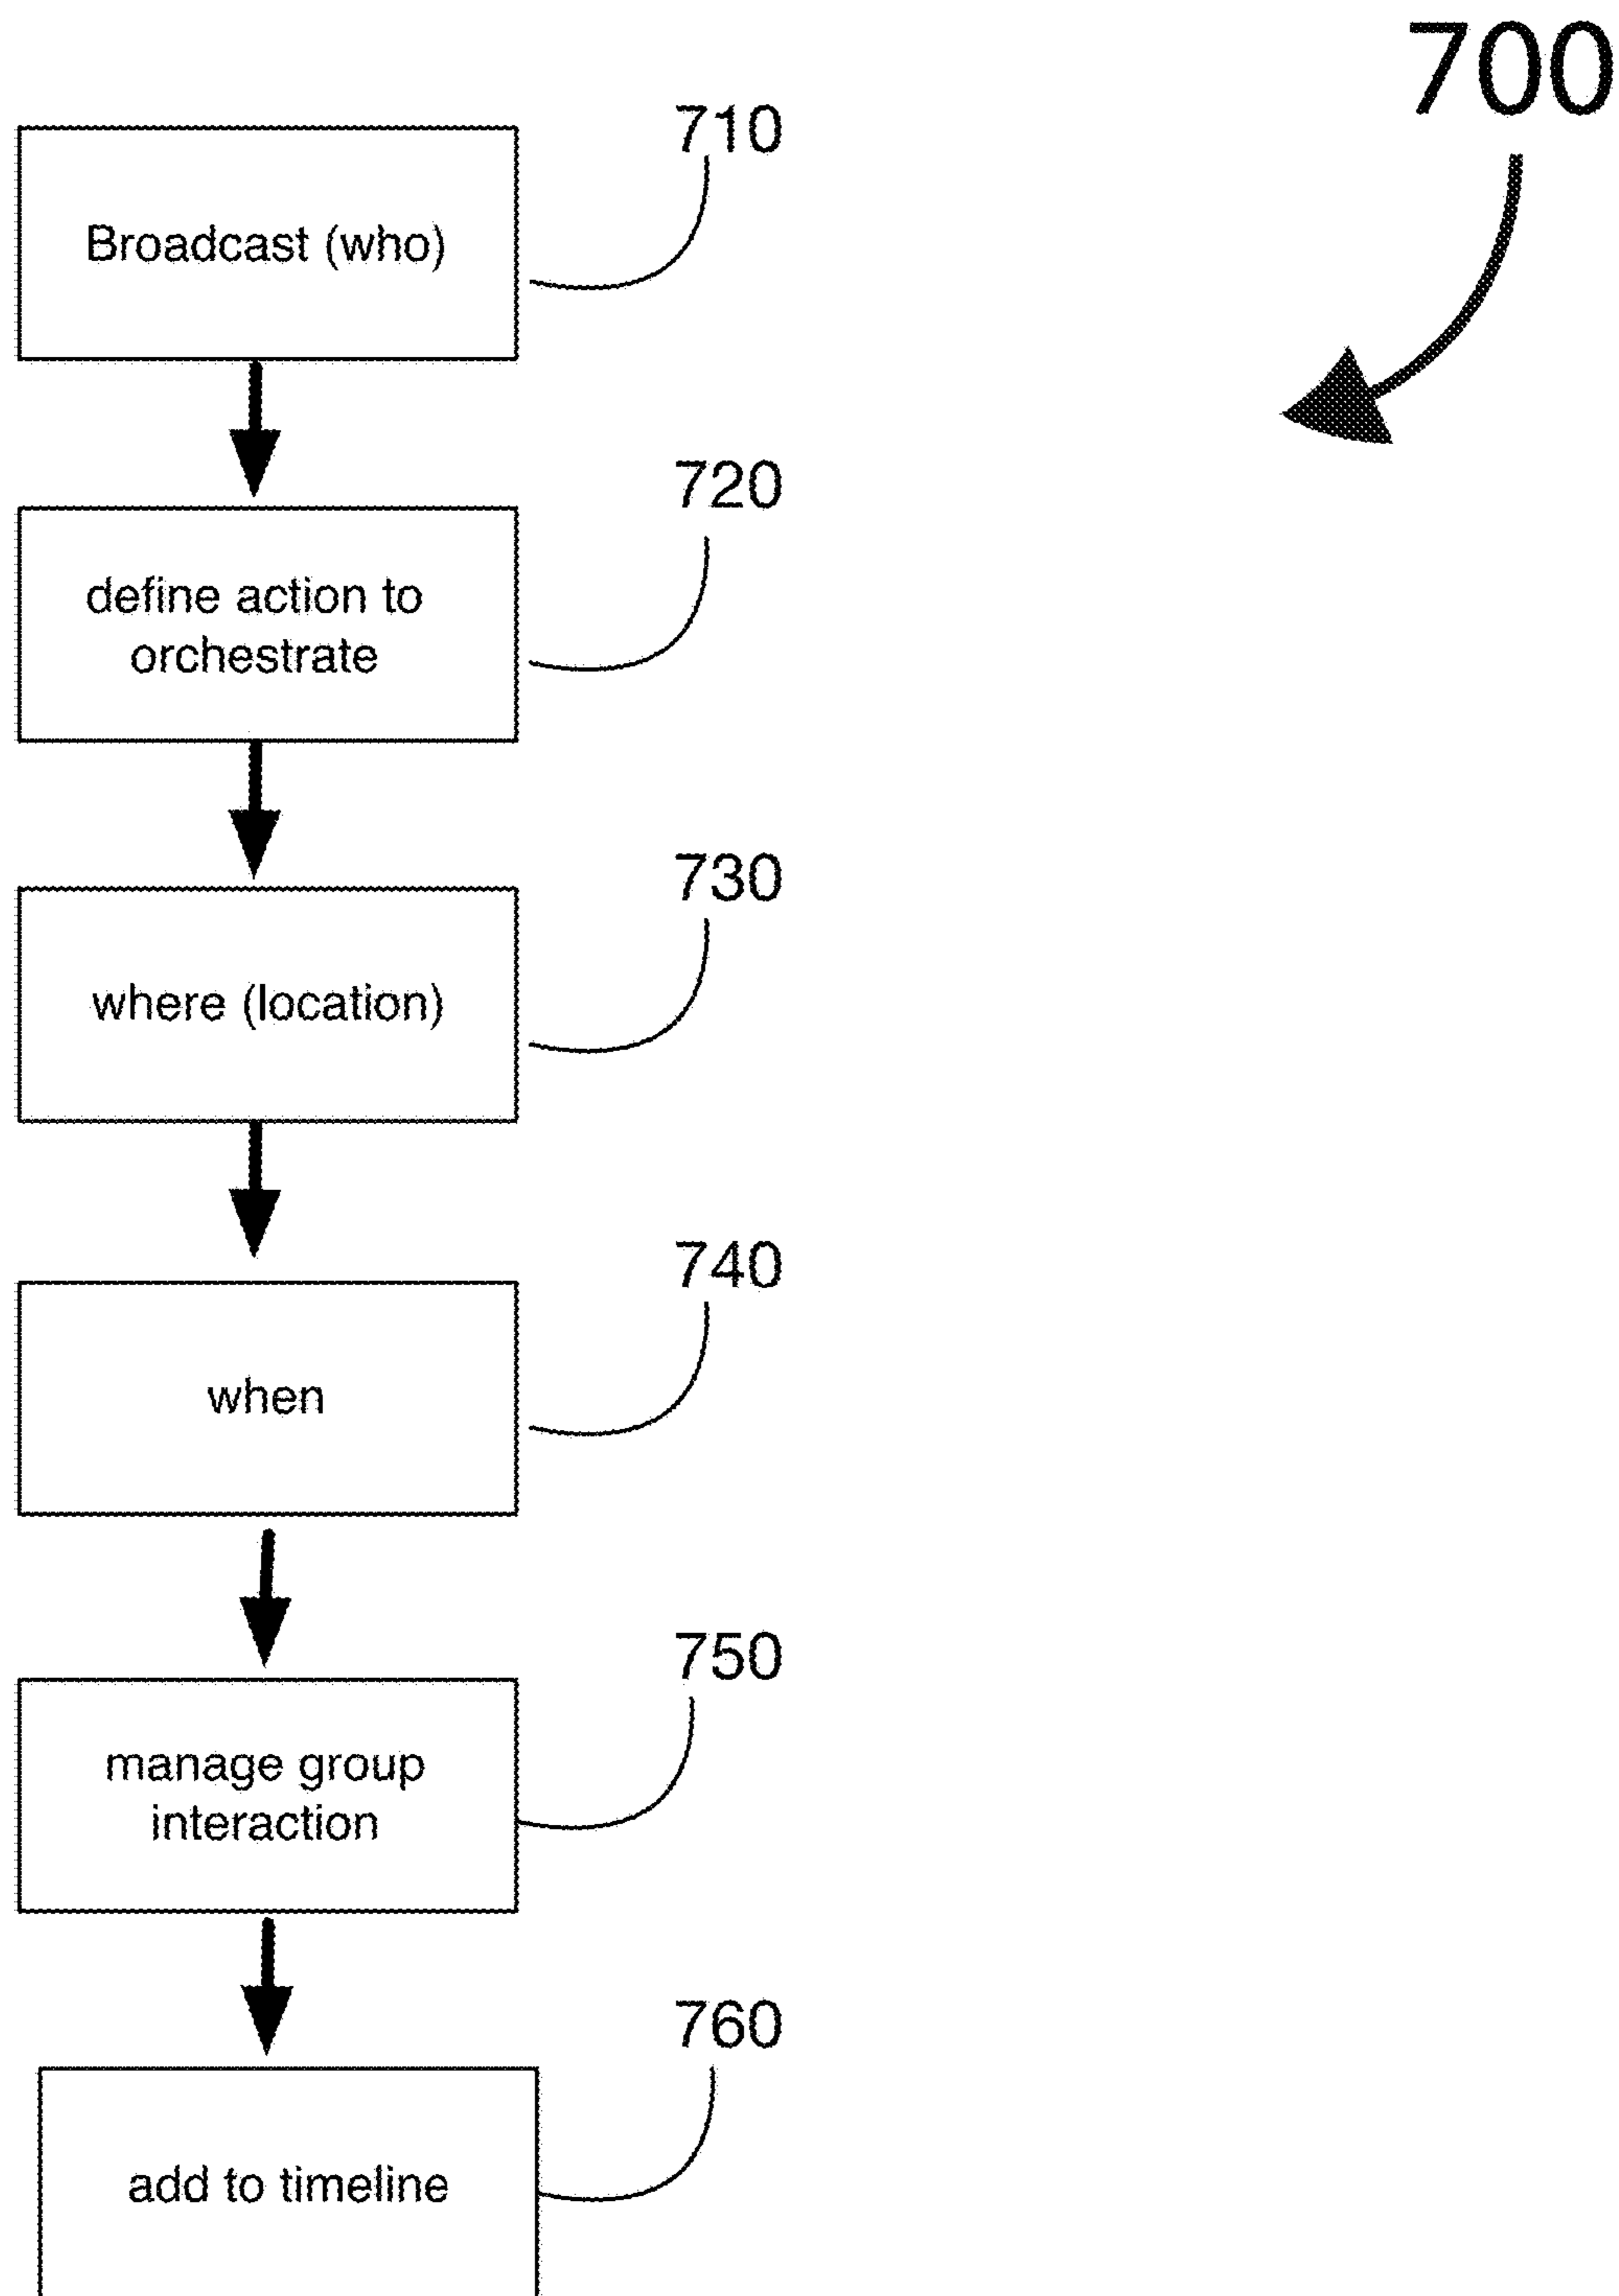 700
710
Broadcast (who)
720
define action to
orchestrate
730
where (location)
740
when
750
manage group
interaction
760
add to timeline